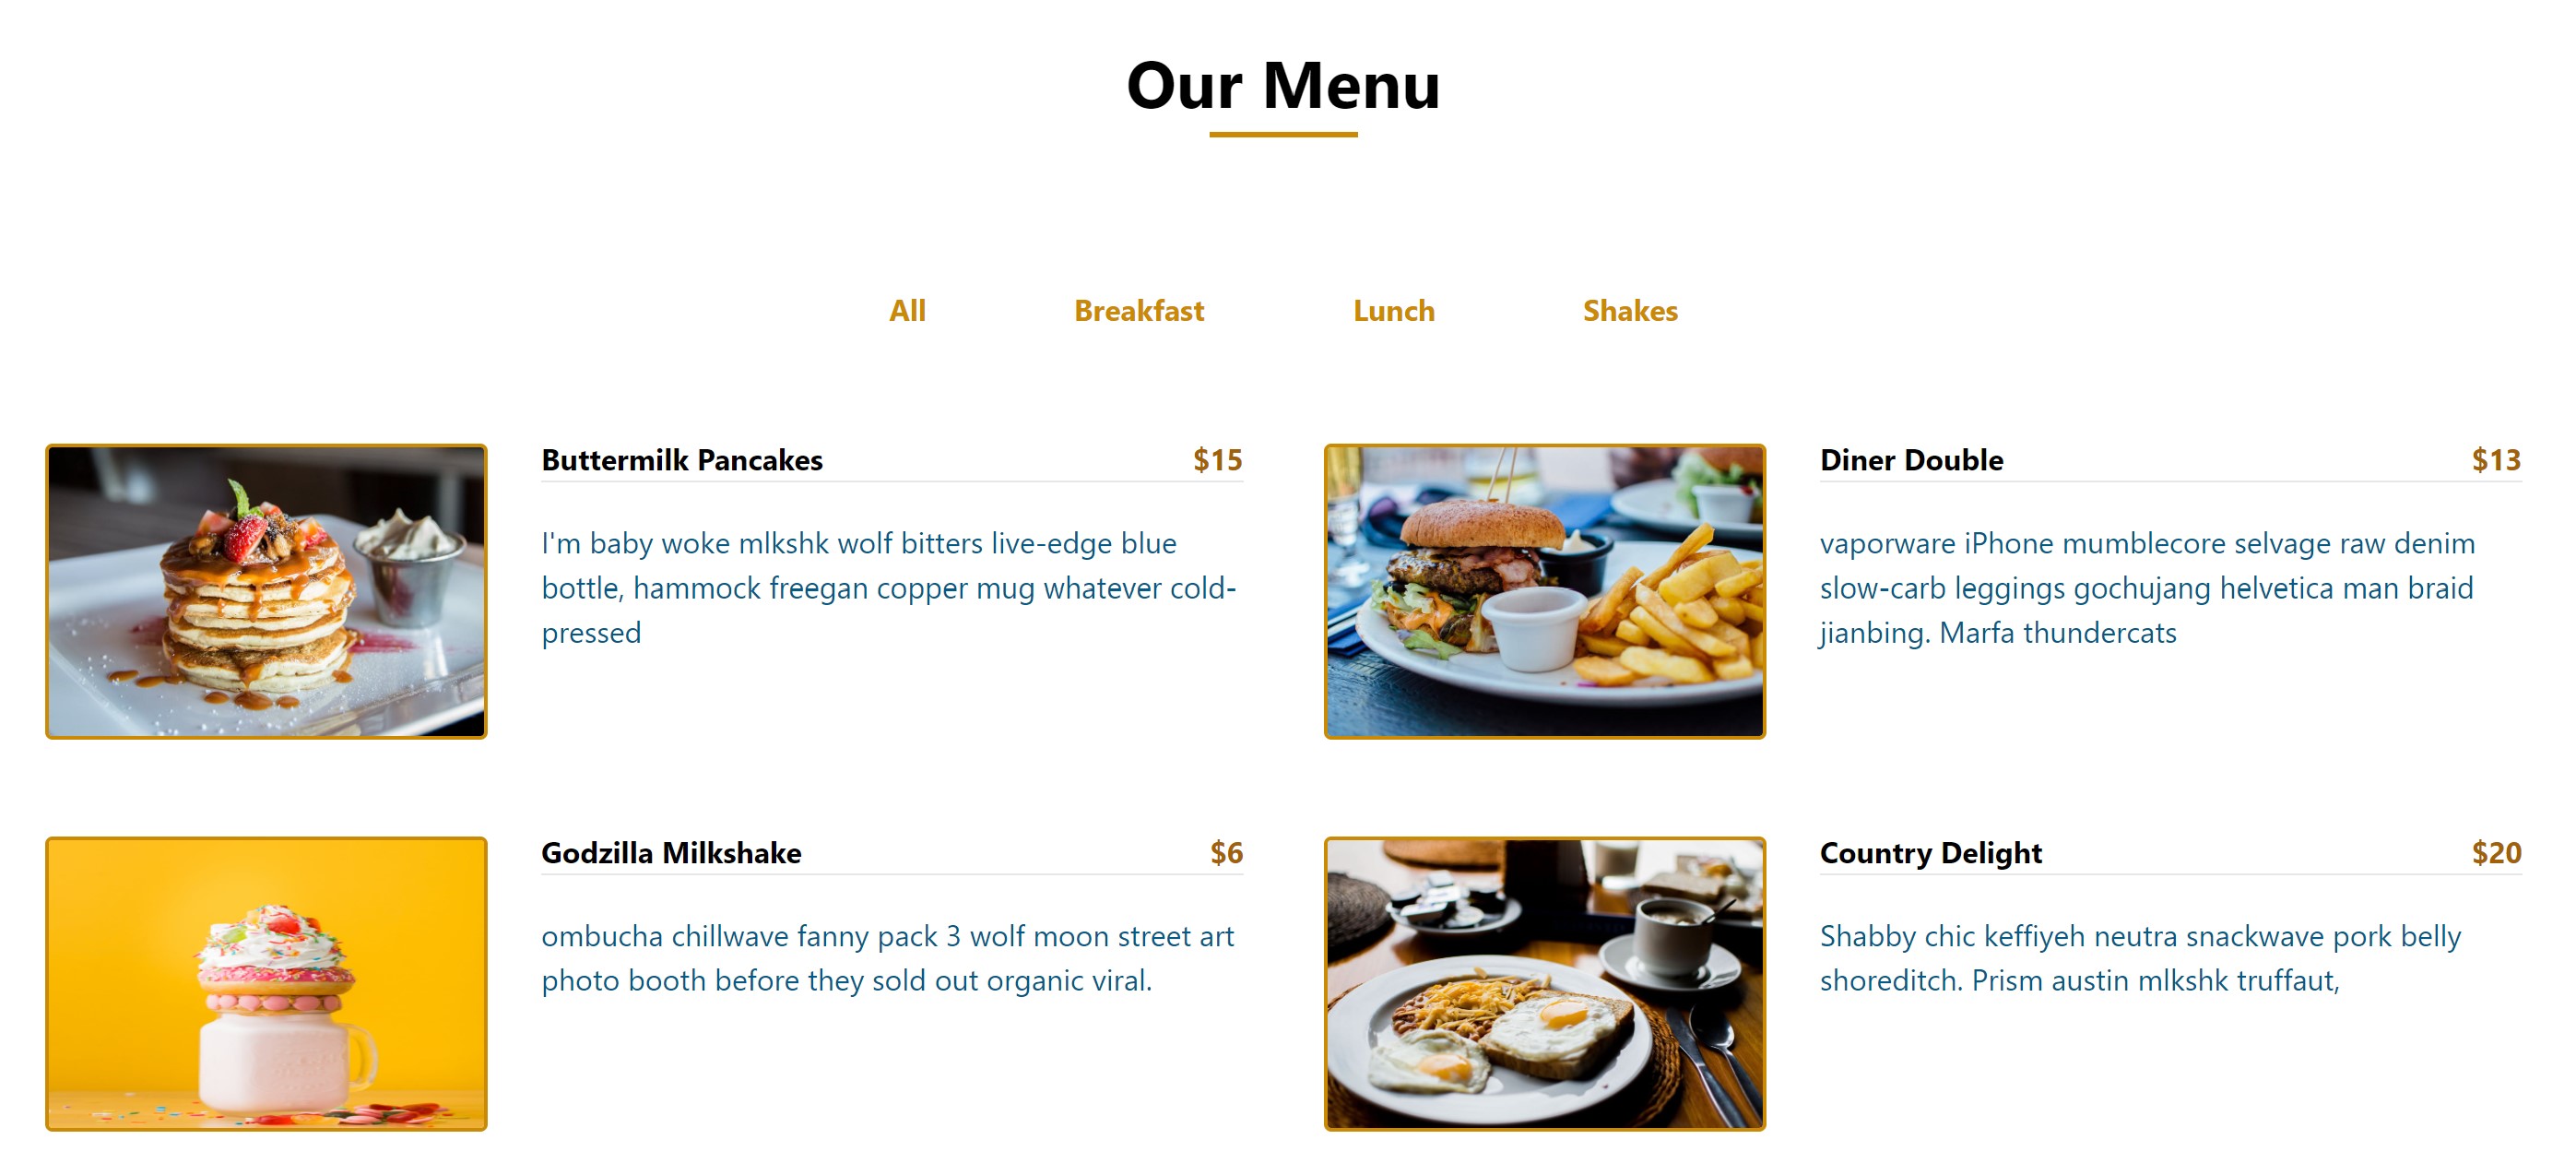 Our Menu
All
Breakfast
Lunch
Shakes
Buttermilk Pancakes
$15
I'm baby woke mlkshk wolf bitters live-edge blue
bottle, hammock freegan copper mug whatever cold-
pressed
Diner Double
$13
vaporware iPhone mumblecore selvage raw denim
slow-carb leggings gochujang helvetica man braid
jianbing. Marfa thundercats
Godzilla Milkshake
$6
ombucha chillwave fanny pack 3 wolf moon street art
photo booth before they sold out organic viral.
Country Delight
$20
Shabby chic keffiyeh neutra snackwave pork belly
shoreditch. Prism austin mlkshk truffaut,